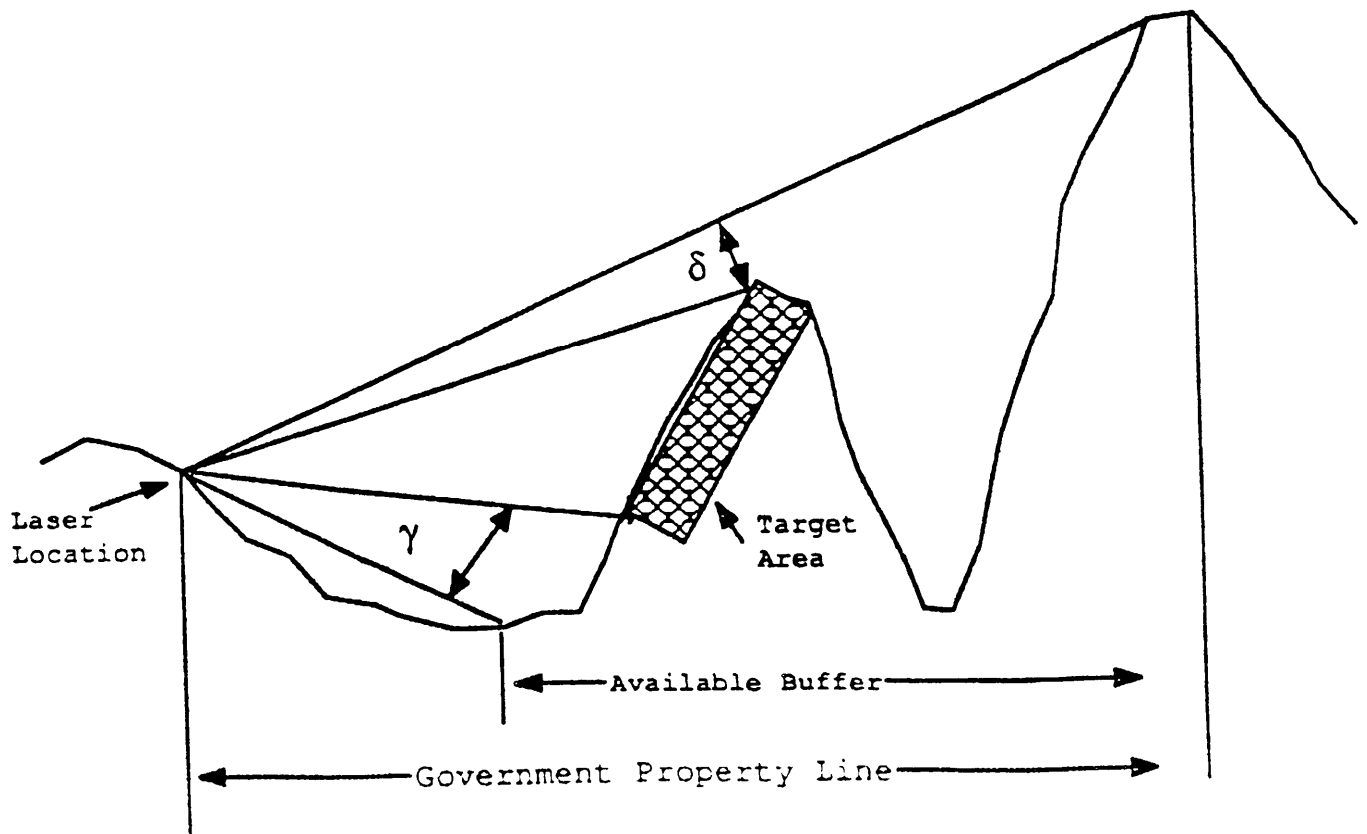 δ
Laser
Location
γ
Target
Area
Available Buffer
Government Property Line